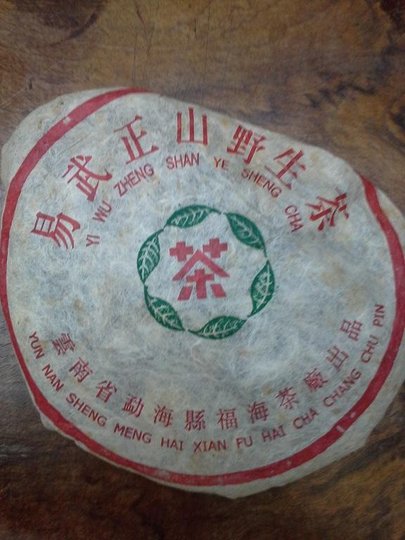 易武正山野生茶
YI WU ZHENG SHAN YE SHENG CHA
茶
雲南省勐海縣福海茶廠出品
YUN NAN SHENG MENG HAI XIAN FU HAI CHA CHANG CHU PIN